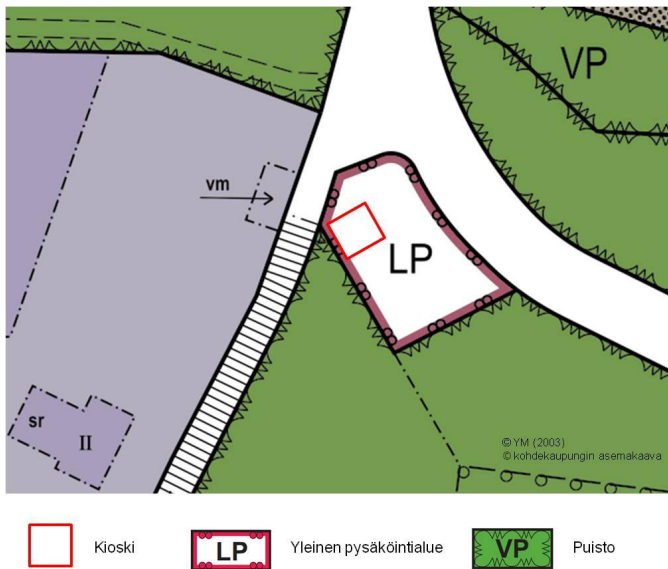 VP
vm
LP
sr
II
© YM (2003)
© kohdekaupungin asemakaava
Kioski
LP
Yleinen pysäköintialue
VP
Puisto